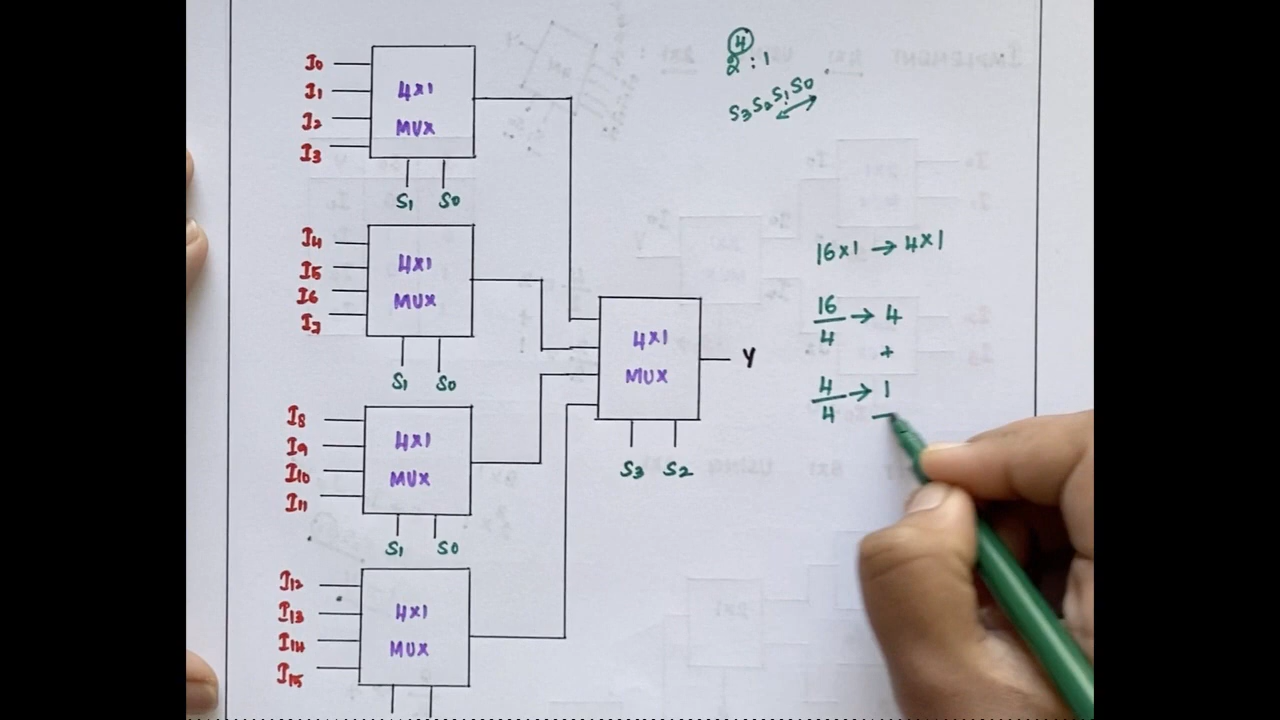 I0
I1
I2
I3
4x1
MUX
S1 S0
I4
I5
I6
I7
4x1
MUX
S1 S0
I8
I9
I10
I11
4x1
MUX
S1 S0
I12
I13
I14
I15
4x1
MUX
4x1
MUX
S3 S2
Y
4
2 : 1
S3 S2 S1 S0
16x1 → 4x1
16/4 → 4
+
4/4 → 1